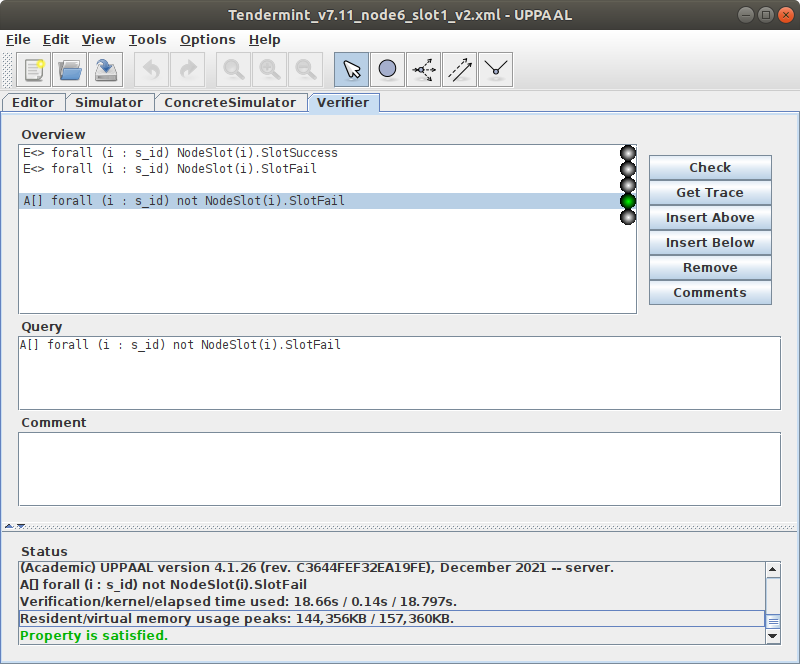 Tendermint_v7.11_node6_slot1_v2.xml - UPPAAL
File Edit View Tools Options Help
Editor Simulator ConcreteSimulator Verifier
Overview
E<> forall (i : s_id) NodeSlot(i).SlotSuccess
E<> forall (i : s_id) NodeSlot(i).SlotFail
A[] forall (i : s_id) not NodeSlot(i).SlotFail
Check
Get Trace
Insert Above
Insert Below
Remove
Comments
Query
A[] forall (i : s_id) not NodeSlot(i).SlotFail
Comment
Status
(Academic) UPPAAL version 4.1.26 (rev. C3644FEF32EA19FE), December 2021 -- server.
A[] forall (i : s_id) not NodeSlot(i).SlotFail
Verification/kernel/elapsed time used: 18.66s / 0.14s / 18.797s.
Resident/virtual memory usage peaks: 144,356KB / 157,360KB.
Property is satisfied.